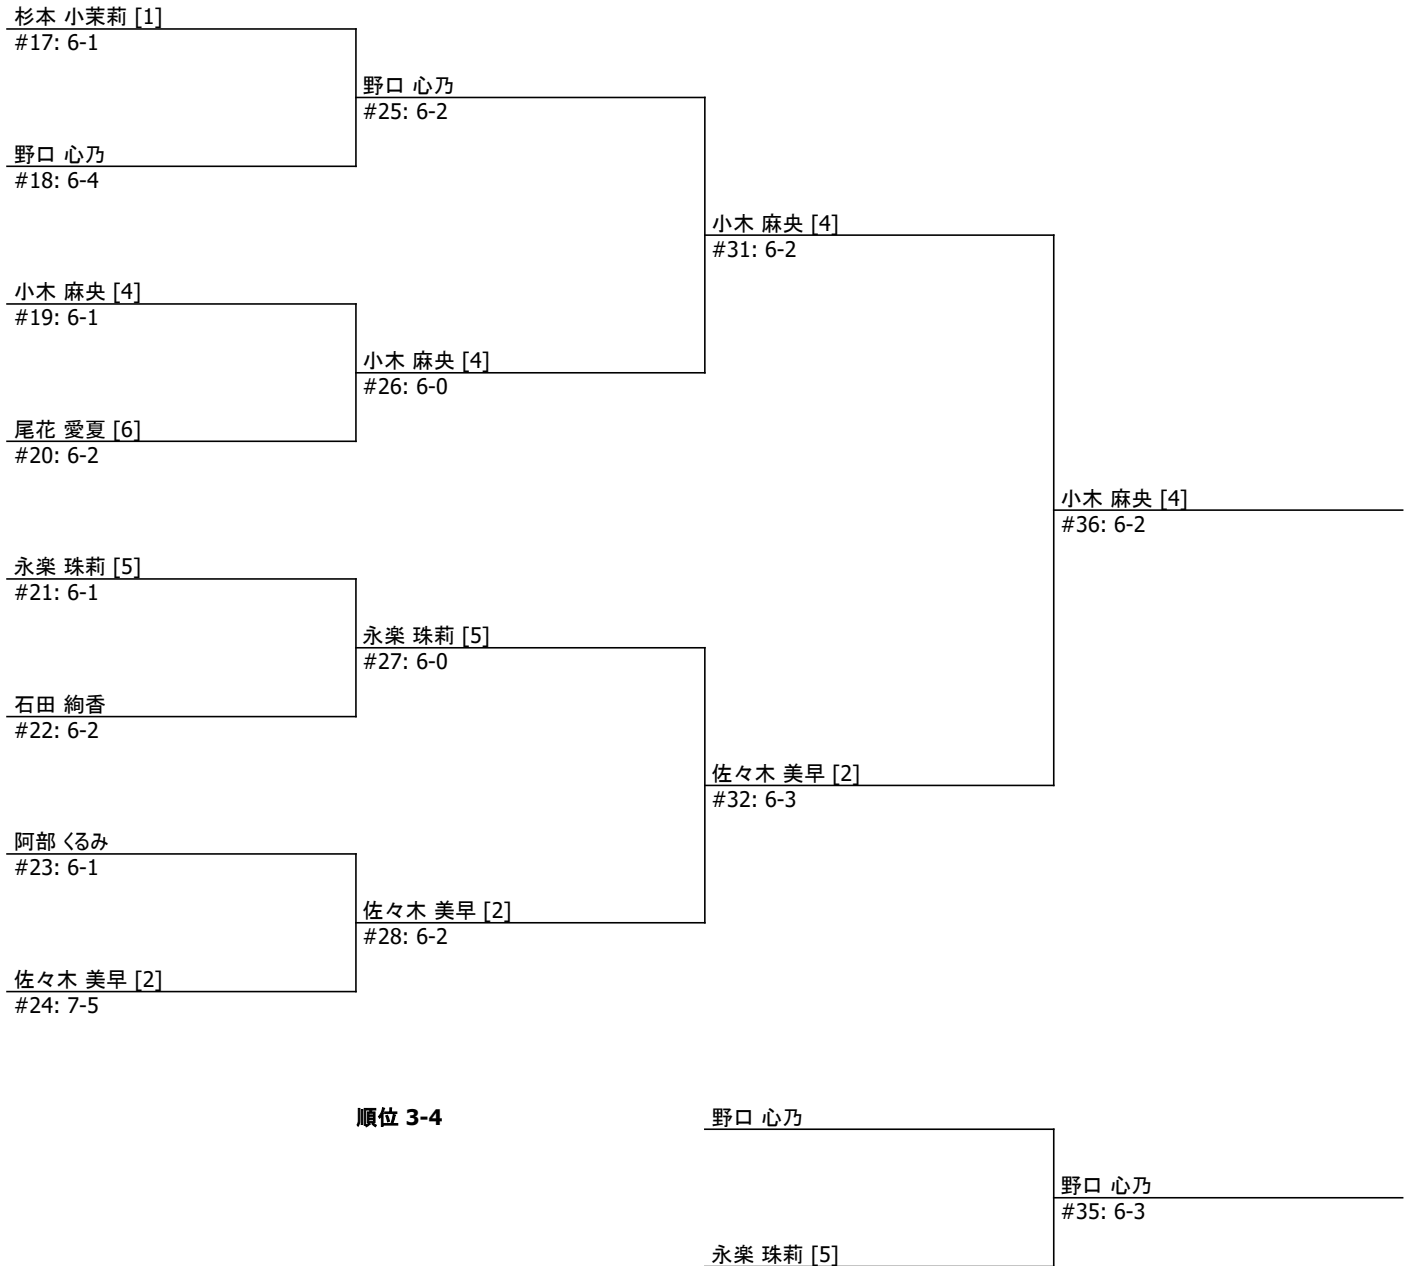 杉本 小茉莉 [1]
#17: 6-1
野口 心乃
#25: 6-2
野口 心乃
#18: 6-4
小木 麻央 [4]
#31: 6-2
小木 麻央 [4]
#19: 6-1
小木 麻央 [4]
#26: 6-0
尾花 愛夏 [6]
#20: 6-2
小木 麻央 [4]
#36: 6-2
永楽 珠莉 [5]
#21: 6-1
永楽 珠莉 [5]
#27: 6-0
石田 絢香
#22: 6-2
佐々木 美早 [2]
#32: 6-3
阿部 くるみ
#23: 6-1
佐々木 美早 [2]
#28: 6-2
佐々木 美早 [2]
#24: 7-5
順位 3-4
野口 心乃
野口 心乃
#35: 6-3
永楽 珠莉 [5]